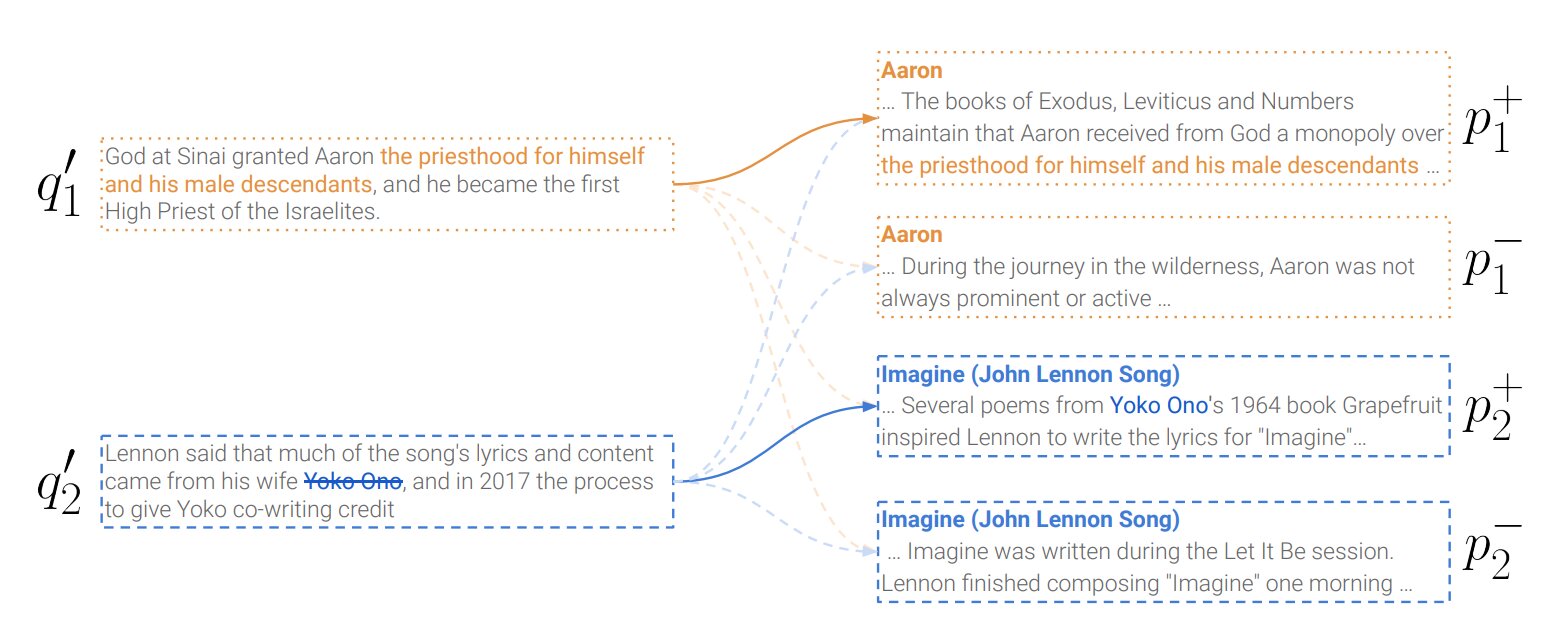 q′1
God at Sinai granted Aaron the priesthood for himself
and his male descendants, and he became the first
High Priest of the Israelites.
q′2
Lennon said that much of the song's lyrics and content
came from his wife Yoko Ono, and in 2017 the process
to give Yoko co-writing credit
Aaron
... The books of Exodus, Leviticus and Numbers
maintain that Aaron received from God a monopoly over
the priesthood for himself and his male descendants ...
p1+
Aaron
... During the journey in the wilderness, Aaron was not
always prominent or active ...
p1−
Imagine (John Lennon Song)
... Several poems from Yoko Ono's 1964 book Grapefruit
inspired Lennon to write the lyrics for "Imagine"...
p2+
Imagine (John Lennon Song)
... Imagine was written during the Let It Be session.
Lennon finished composing "Imagine" one morning ...
p2−